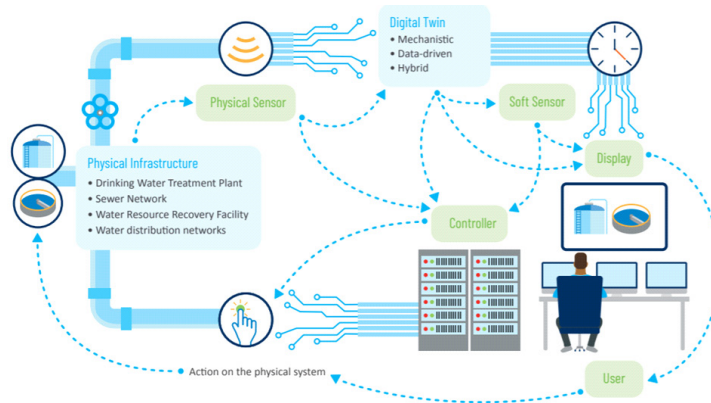 Digital Twin
• Mechanistic
• Data-driven
• Hybrid
Physical Sensor
Soft Sensor
Display
Physical Infrastructure
• Drinking Water Treatment Plant
• Sewer Network
• Water Resource Recovery Facility
• Water distribution networks
Controller
Action on the physical system
User